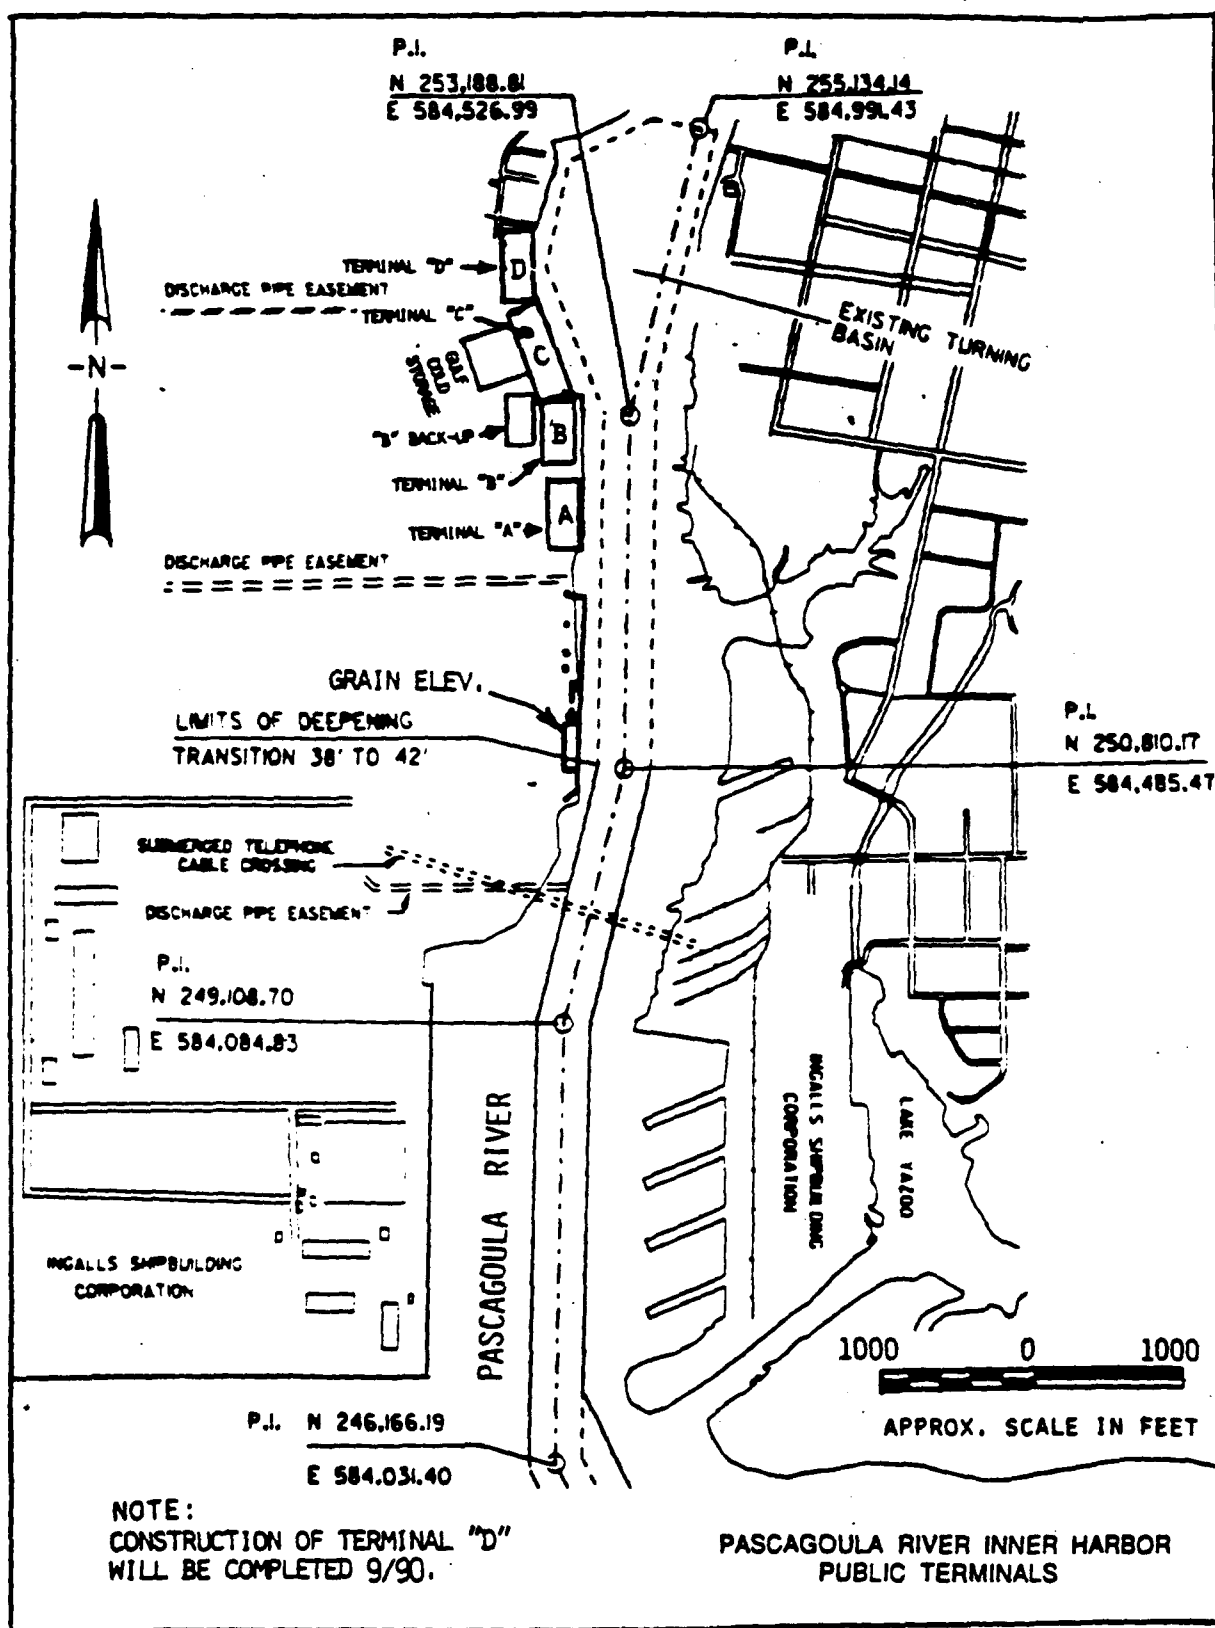 P.I.
N 253,188.81
E 584,526.99
P.I.
N 255,134.14
E 584,991.43
TERMINAL "D"
D
DISCHARGE PIPE EASEMENT
TERMINAL "C"
C
GULF
COLD
STORAGE
EXISTING TURNING
BASIN
-N-
"B" BACK-UP
B
TERMINAL "B"
A
TERMINAL "A"
DISCHARGE PIPE EASEMENT
GRAIN ELEV.
LIMITS OF DEEPENING
TRANSITION 38' TO 42'
P.I.
N 250,810.17
E 584,485.47
SUBMERGED TELEPHONE
CABLE CROSSING
DISCHARGE PIPE EASEMENT
P.I.
N 249,108.70
E 584,084.83
PASCAGOULA RIVER
INGALLS SHIPBUILDING
CORPORATION
LAKE YAZOO
INGALLS SHIPBUILDING
CORPORATION
1000 0 1000
APPROX. SCALE IN FEET
P.I. N 246,166.19
E 584,031.40
NOTE:
CONSTRUCTION OF TERMINAL "D"
WILL BE COMPLETED 9/90.
PASCAGOULA RIVER INNER HARBOR
PUBLIC TERMINALS